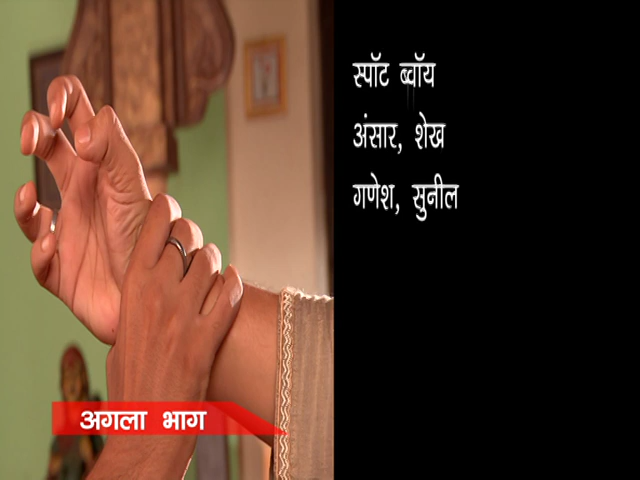 स्पॉट ब्वॉय
अंसार, शेख
गणेश, सुनील
अगला भाग